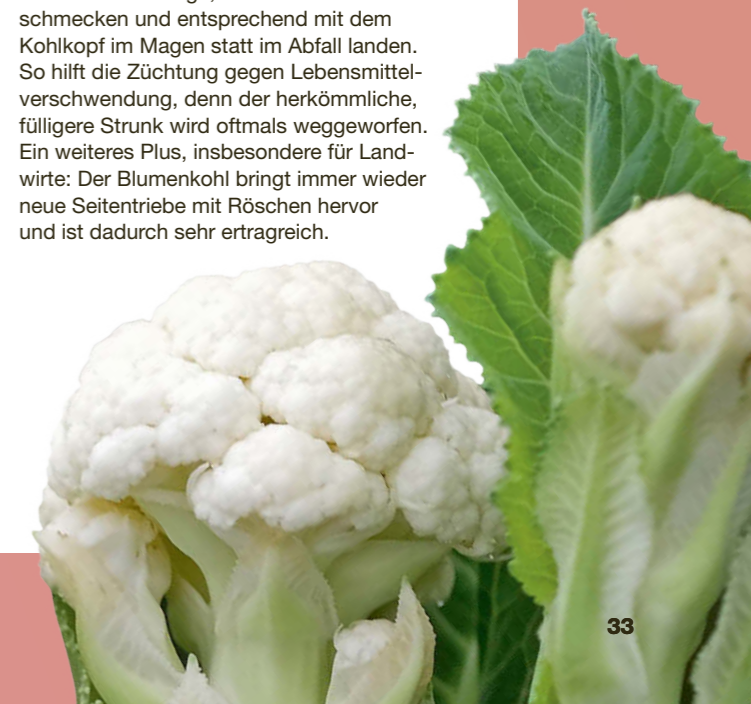 schmecken und entsprechend mit dem
Kohlkopf im Magen statt im Abfall landen.
So hilft die Züchtung gegen Lebensmittel-
verschwendung, denn der herkömmliche,
fülligere Strunk wird oftmals weggeworfen.
Ein weiteres Plus, insbesondere für Land-
wirte: Der Blumenkohl bringt immer wieder
neue Seitentriebe mit Röschen hervor
und ist dadurch sehr ertragreich.
33